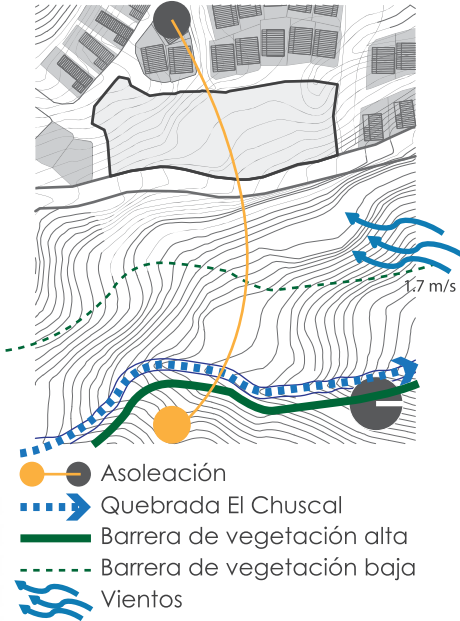 1.7 m/s
Asoleación
Quebrada El Chuscal
Barrera de vegetación alta
Barrera de vegetación baja
Vientos